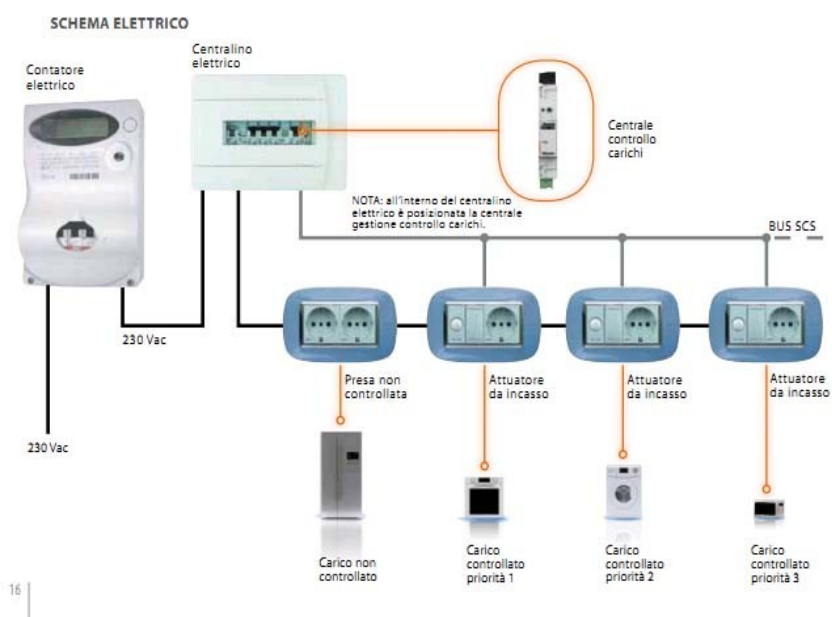 SCHEMA ELETTRICO
Centralino
elettrico
Contatore
elettrico
Centrale
controllo
carichi
NOTA: all'interno del centralino
elettrico è posizionata la centrale
gestione controllo carichi.
BUS SCS
230 Vac
Presa non
controllata
Attuatore
da incasso
Attuatore
da incasso
Attuatore
da incasso
230 Vac
Carico non
controllato
Carico
controllato
priorità 1
Carico
controllato
priorità 2
Carico
controllato
priorità 3
16